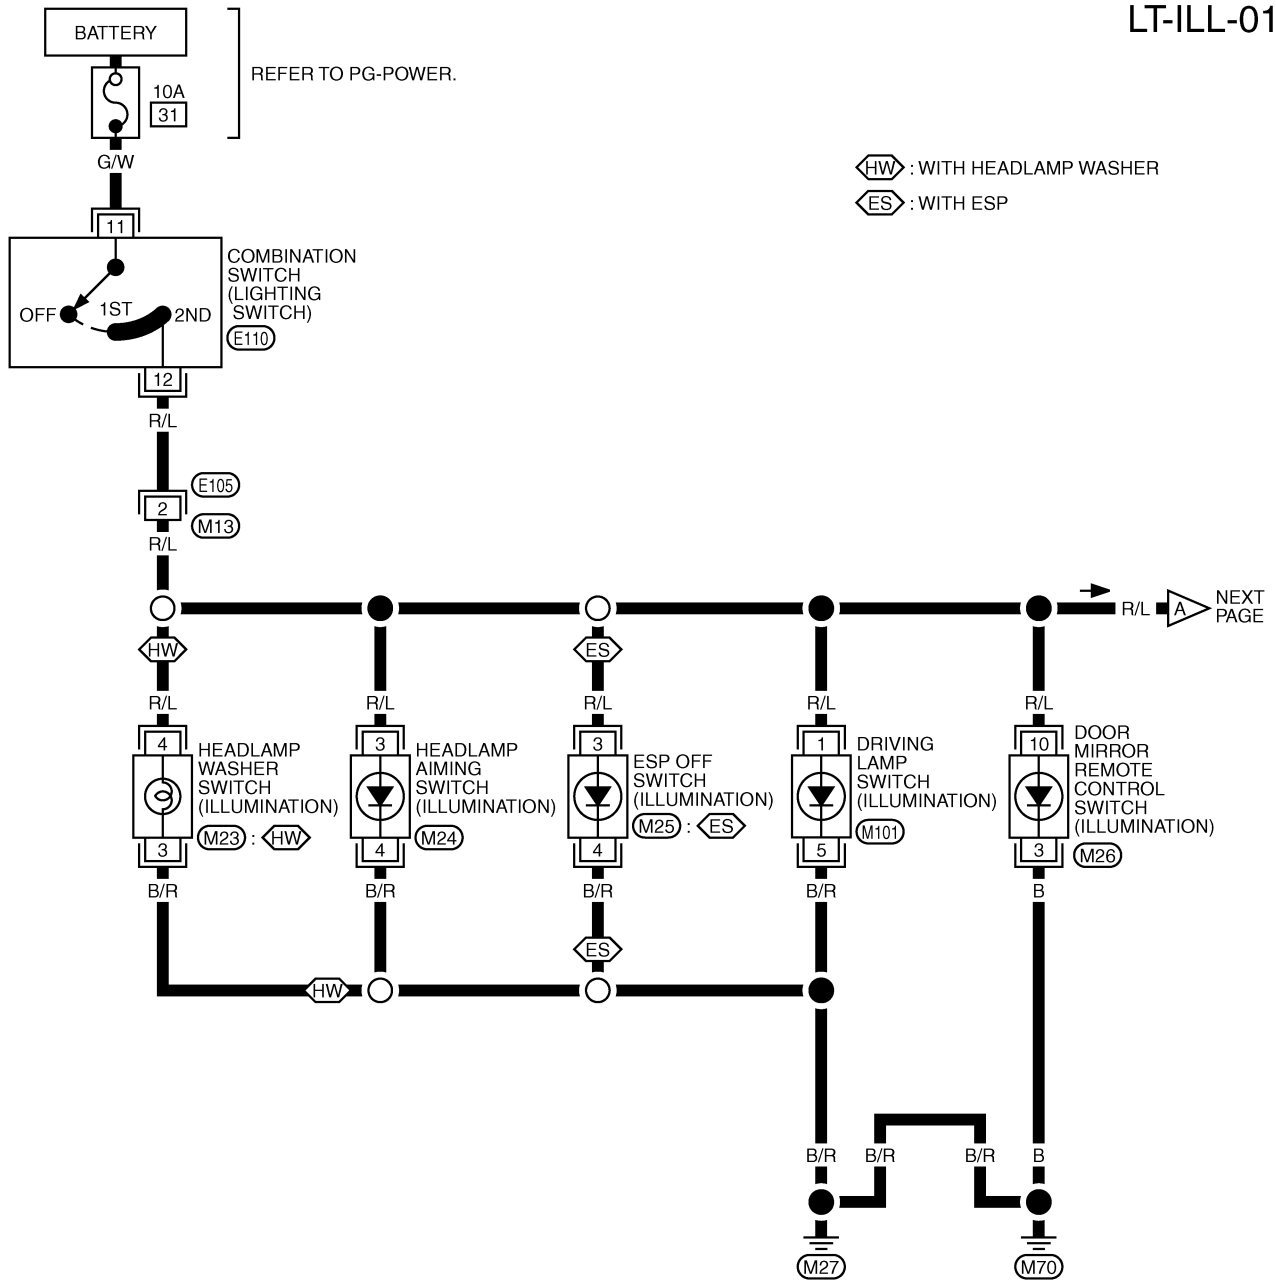 LT-ILL-01
BATTERY
REFER TO PG-POWER.
10A
31
G/W
HW : WITH HEADLAMP WASHER
ES : WITH ESP
11
COMBINATION
SWITCH
(LIGHTING
SWITCH)
E110
OFF
1ST
2ND
12
R/L
E105
2
M13
R/L
R/L
A
NEXT
PAGE
HW
ES
R/L
R/L
R/L
R/L
R/L
4
HEADLAMP
WASHER
SWITCH
(ILLUMINATION)
M23 : HW
3
3
HEADLAMP
AIMING
SWITCH
(ILLUMINATION)
M24
4
3
ESP OFF
SWITCH
(ILLUMINATION)
M25 : ES
4
1
DRIVING
LAMP
SWITCH
(ILLUMINATION)
M101
5
10
DOOR
MIRROR
REMOTE
CONTROL
SWITCH
(ILLUMINATION)
M26
3
B/R
B/R
B/R
B/R
B
ES
HW
B/R
B/R
B/R
B
M27
M70